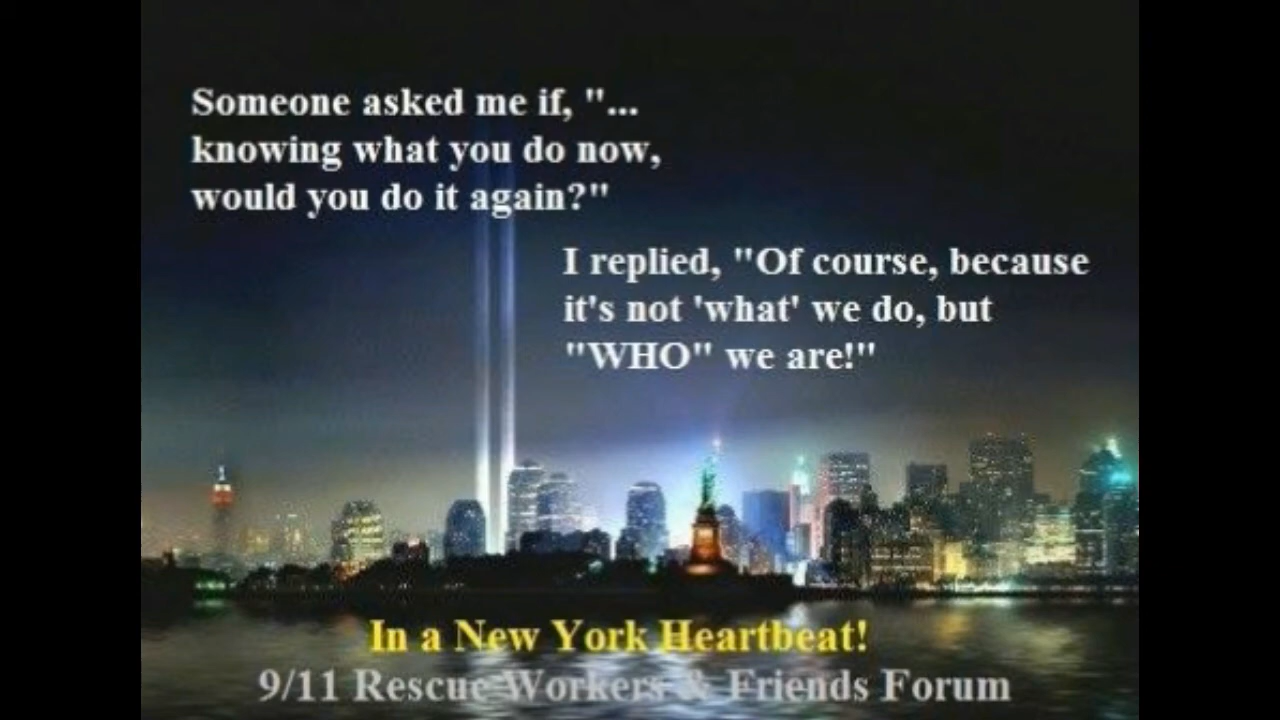 Someone asked me if, "...
knowing what you do now,
would you do it again?"
I replied, "Of course, because
it's not 'what' we do, but
"WHO" we are!"
In a New York Heartbeat!
9/11 Rescue Workers & Friends Forum